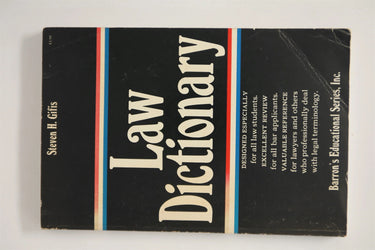 Steven H. Gifis
Law
Dictionary
DESIGNED ESPECIALLY
for all law students.
EXCELLENT REVIEW
for all bar applicants.
VALUABLE REFERENCE
for lawyers and others
who professionally deal
with legal terminology.
Barron's Educational Series, Inc.